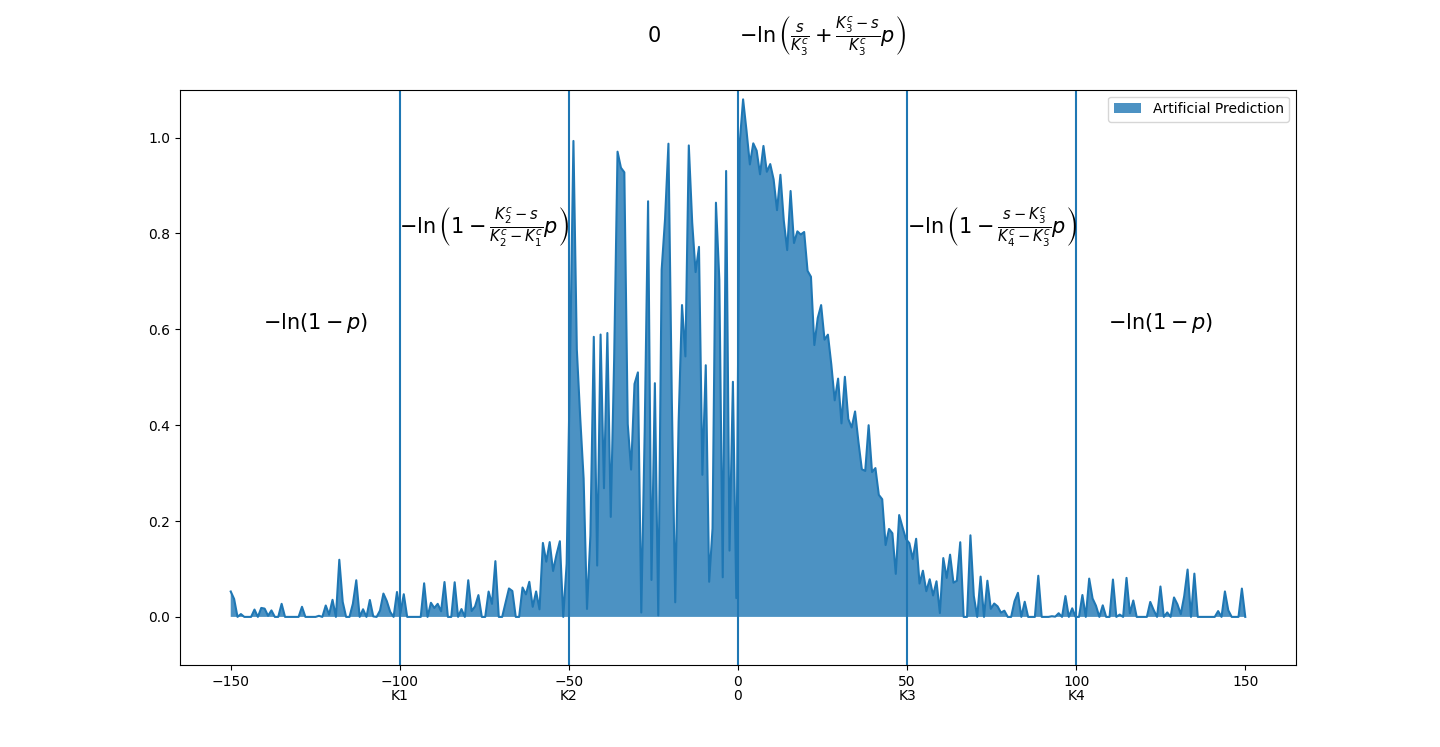 0 −ln(s/K₃ᶜ + (K₃ᶜ−s)/K₃ᶜ p)
Artificial Prediction
1.0
−ln(1 − (K₂ᶜ−s)/(K₂ᶜ−K₁ᶜ) p) −ln(1 − (s−K₃ᶜ)/(K₄ᶜ−K₃ᶜ) p)
0.8
−ln(1 − p) −ln(1 − p)
0.6
0.4
0.2
0.0
−150 −100 −50 0 50 100 150
K1 K2 0 K3 K4